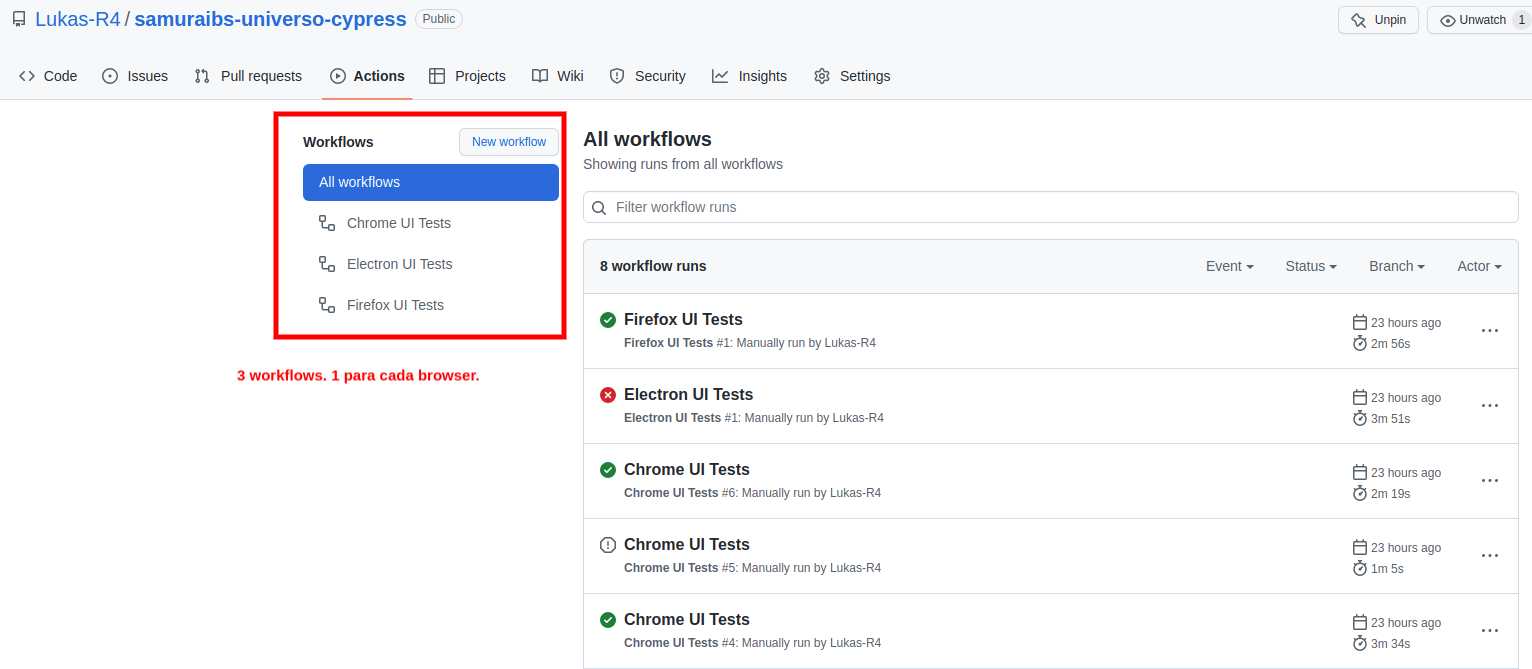 Lukas-R4 / samuraibs-universo-cypress Public Unpin Unwatch 1
Code Issues Pull requests Actions Projects Wiki Security Insights Settings
Workflows New workflow
All workflows
Chrome UI Tests
Electron UI Tests
Firefox UI Tests
3 workflows. 1 para cada browser.
All workflows
Showing runs from all workflows
Filter workflow runs
8 workflow runs Event Status Branch Actor
Firefox UI Tests
Firefox UI Tests #1: Manually run by Lukas-R4
23 hours ago
2m 56s
Electron UI Tests
Electron UI Tests #1: Manually run by Lukas-R4
23 hours ago
3m 51s
Chrome UI Tests
Chrome UI Tests #6: Manually run by Lukas-R4
23 hours ago
2m 19s
Chrome UI Tests
Chrome UI Tests #5: Manually run by Lukas-R4
23 hours ago
1m 5s
Chrome UI Tests
Chrome UI Tests #4: Manually run by Lukas-R4
23 hours ago
3m 34s